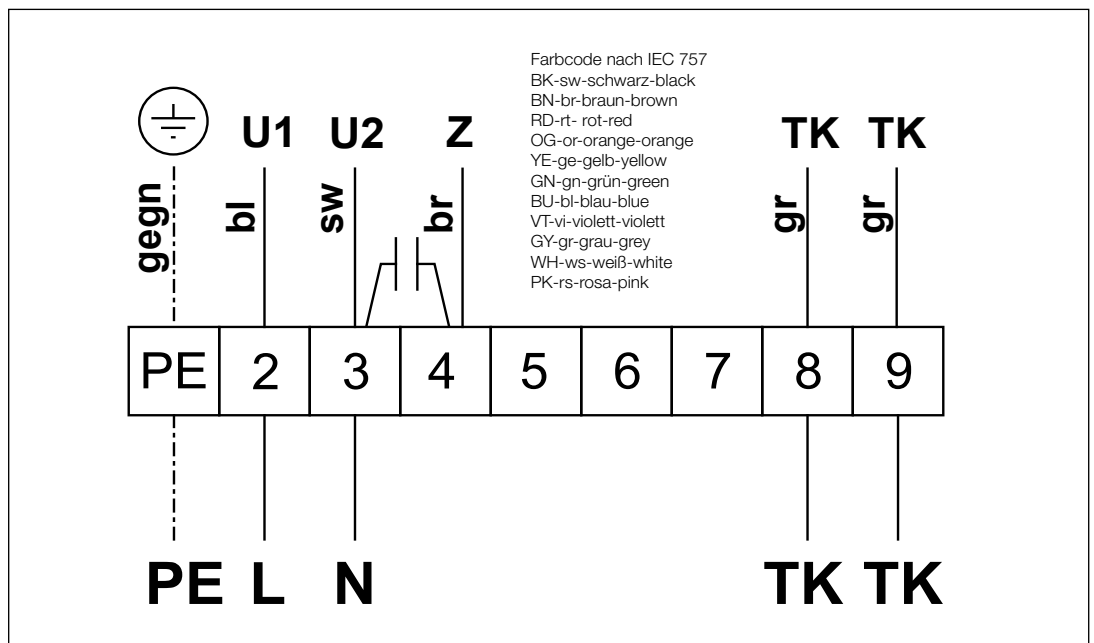 Farbcode nach IEC 757
BK-sw-schwarz-black
BN-br-braun-brown
RD-rt- rot-red
OG-or-orange-orange
YE-ge-gelb-yellow
GN-gn-grün-green
BU-bl-blau-blue
VT-vi-violett-violett
GY-gr-grau-grey
WH-ws-weiß-white
PK-rs-rosa-pink
U1 U2 Z TK TK
gegn bl sw br gr gr
PE 2 3 4 5 6 7 8 9
PE L N TK TK